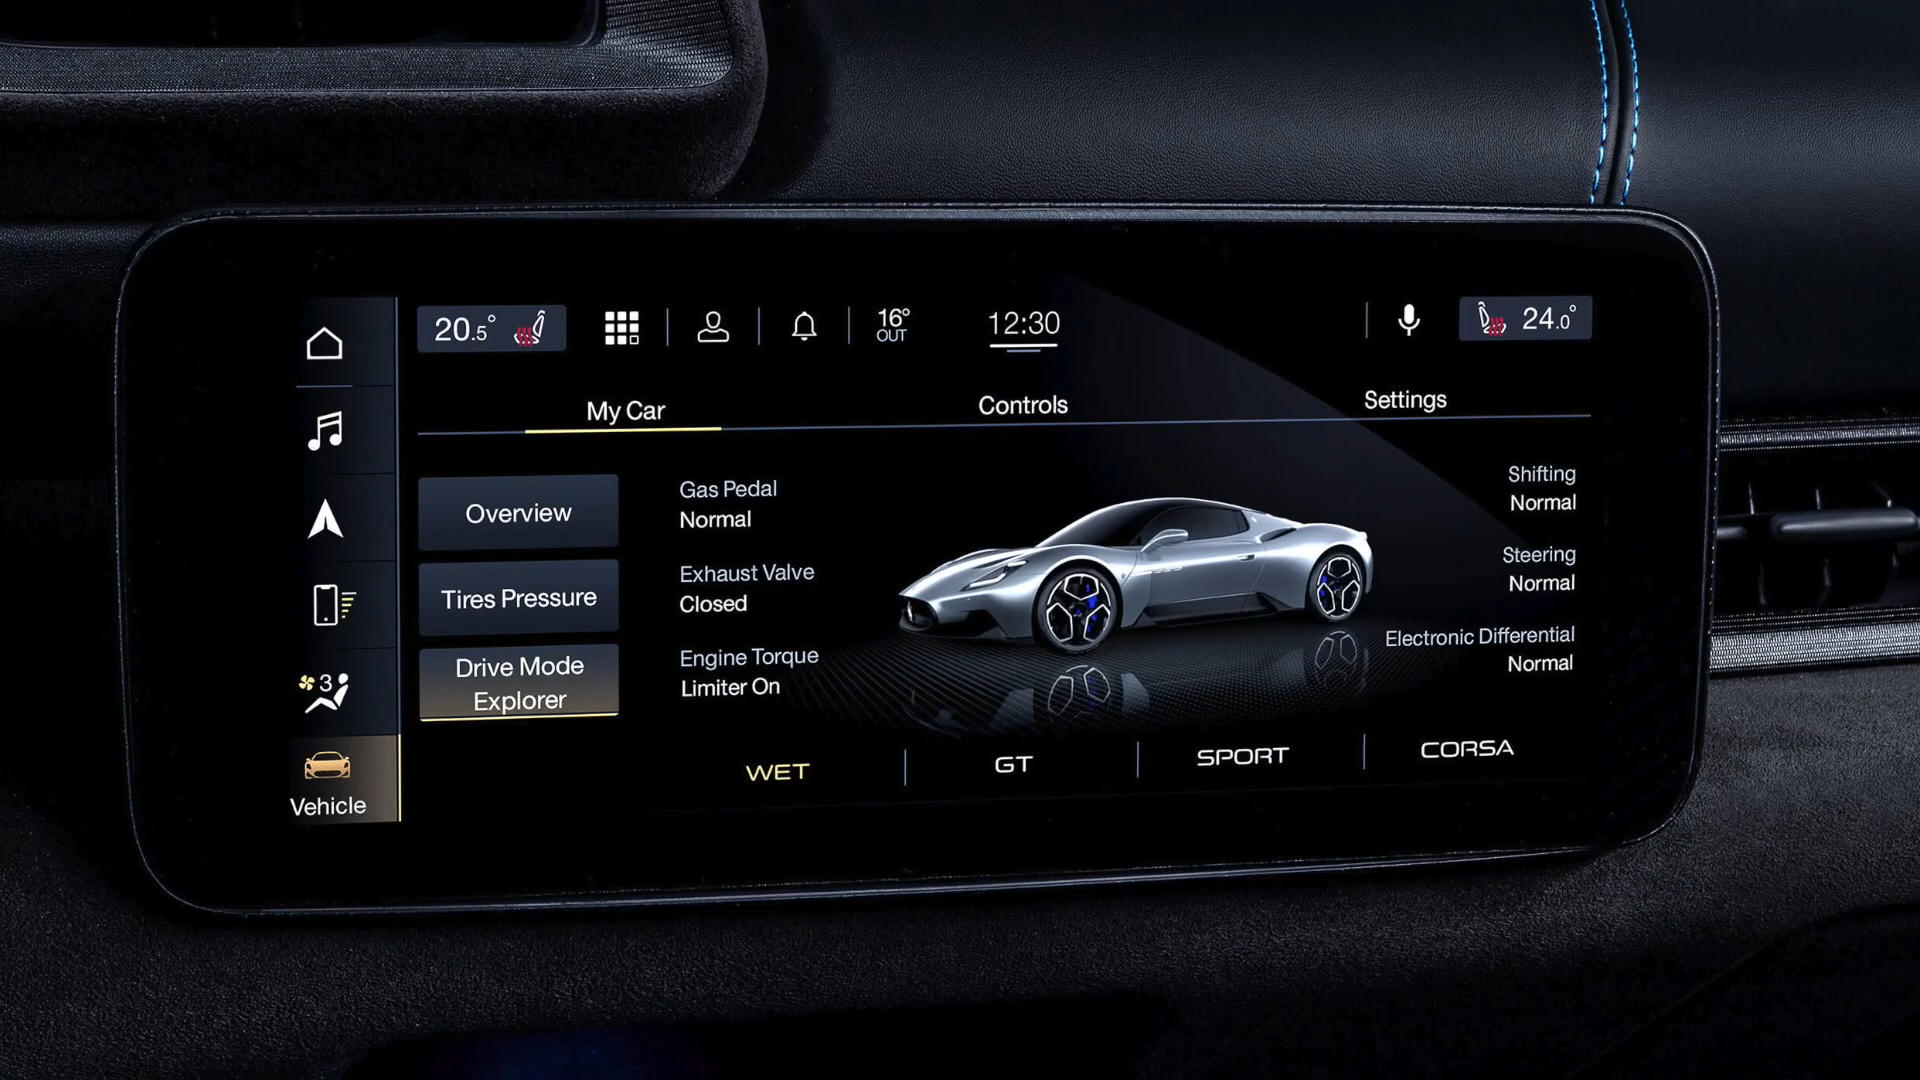 20.5°
16°
OUT
12:30
24.0°
My Car
Controls
Settings
Overview
Tires Pressure
Drive Mode
Explorer
Gas Pedal
Normal
Exhaust Valve
Closed
Engine Torque
Limiter On
Shifting
Normal
Steering
Normal
Electronic Differential
Normal
3
Vehicle
WET
GT
SPORT
CORSA